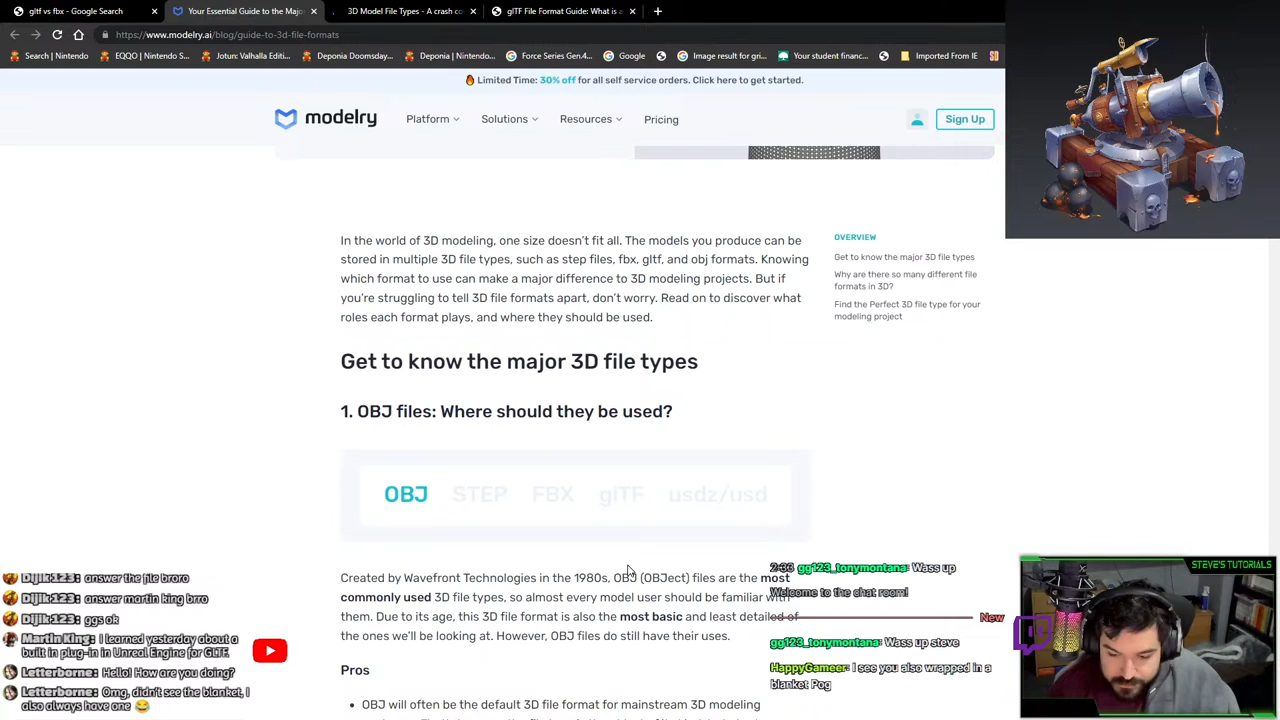 gltf vs fbx - Google Search
Your Essential Guide to the Major
3D Model File Types - A crash co
glTF File Format Guide: What is a
https://www.modelry.ai/blog/guide-to-3d-file-formats
Search | Nintendo
EQQO | Nintendo S...
Jotun: Valhalla Editi...
Deponia Doomsday...
Deponia | Nintendo...
Force Series Gen.4...
Google
Image result for gri...
Your student financ...
Imported From IE
Limited Time: 30% off for all self service orders. Click here to get started.
modelry
Platform
Solutions
Resources
Pricing
Sign Up
In the world of 3D modeling, one size doesn't fit all. The models you produce can be
stored in multiple 3D file types, such as step files, fbx, gltf, and obj formats. Knowing
which format to use can make a major difference to 3D modeling projects. But if
you're struggling to tell 3D file formats apart, don't worry. Read on to discover what
roles each format plays, and where they should be used.
OVERVIEW
Get to know the major 3D file types
Why are there so many different file
formats in 3D?
Find the Perfect 3D file type for your
modeling project
Get to know the major 3D file types
1. OBJ files: Where should they be used?
OBJ STEP FBX glTF usdz/usd
Created by Wavefront Technologies in the 1980s, OBJ (OBJect) files are the most
commonly used 3D file types, so almost every model user should be familiar with
them. Due to its age, this 3D file format is also the most basic and least detailed of
the ones we'll be looking at. However, OBJ files do still have their uses.
Pros
OBJ will often be the default 3D file format for mainstream 3D modeling
Dijlk123: answer the file broro
Dijlk123: answer martin king brro
Dijlk123: ggs ok
Martin King: I learned yesterday about a
built in plug-in in Unreal Engine for GLTF.
Letterborne: Hello! How are you doing?
Letterborne: Omg, didn't see the blanket, I
also always have one 😂
2:33 gg123_tonymontana: Wass up
Welcome to the chat room!
New
gg123_tonymontana: Wass up steve
HappyGameer: I see you also wrapped in a
blanket Pog
STEVE'S TUTORIALS